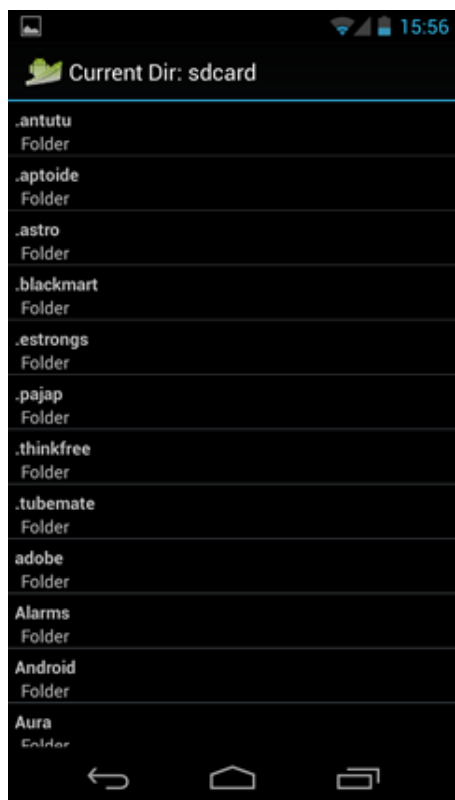 15:56
Current Dir: sdcard
.antutu
Folder
.aptoide
Folder
.astro
Folder
.blackmart
Folder
.estrongs
Folder
.pajap
Folder
.thinkfree
Folder
.tubemate
Folder
adobe
Folder
Alarms
Folder
Android
Folder
Aura
Folder